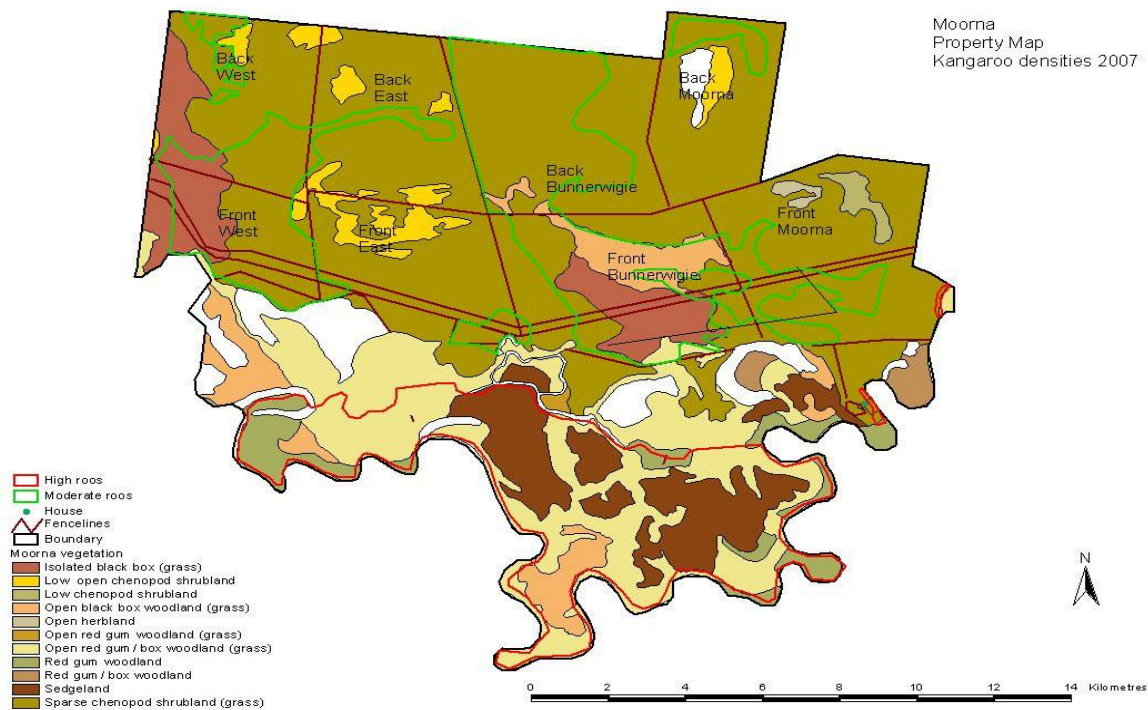 Moorna
Property Map
Kangaroo densities 2007
Back
West
Back
East
Back
Moorna
Back
Bunnerwigie
Front
West
Front
East
Front
Moorna
Front
Bunnerwigie
High roos
Moderate roos
House
Fencelines
Boundary
Moorna vegetation
Isolated black box (grass)
Low open chenopod shrubland
Low chenopod shrubland
Open black box woodland (grass)
Open herbland
Open red gum woodland (grass)
Open red gum / box woodland (grass)
Red gum woodland
Red gum / box woodland
Sedgeland
Sparse chenopod shrubland (grass)
N
0 2 4 6 8 10 12 14 Kilometres